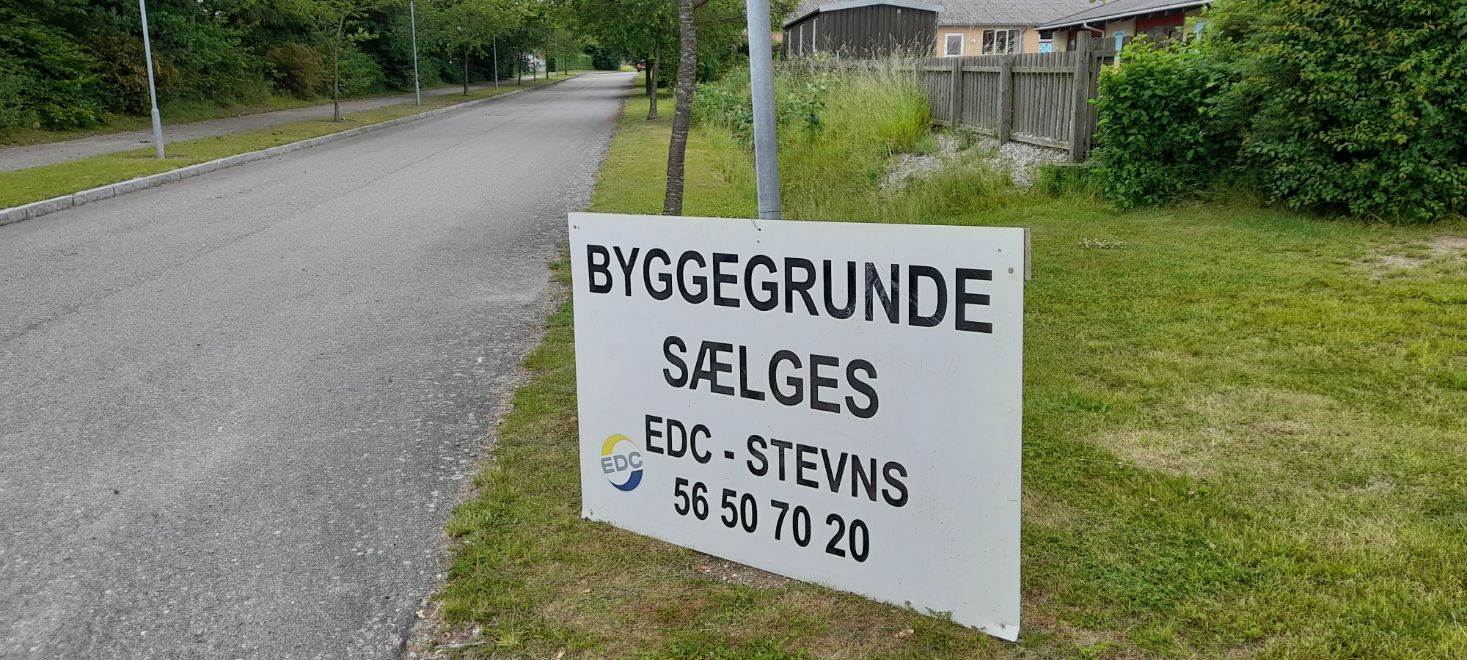 BYGGEGRUNDE
SÆLGES
EDC - STEVNS
EDC
56 50 70 20